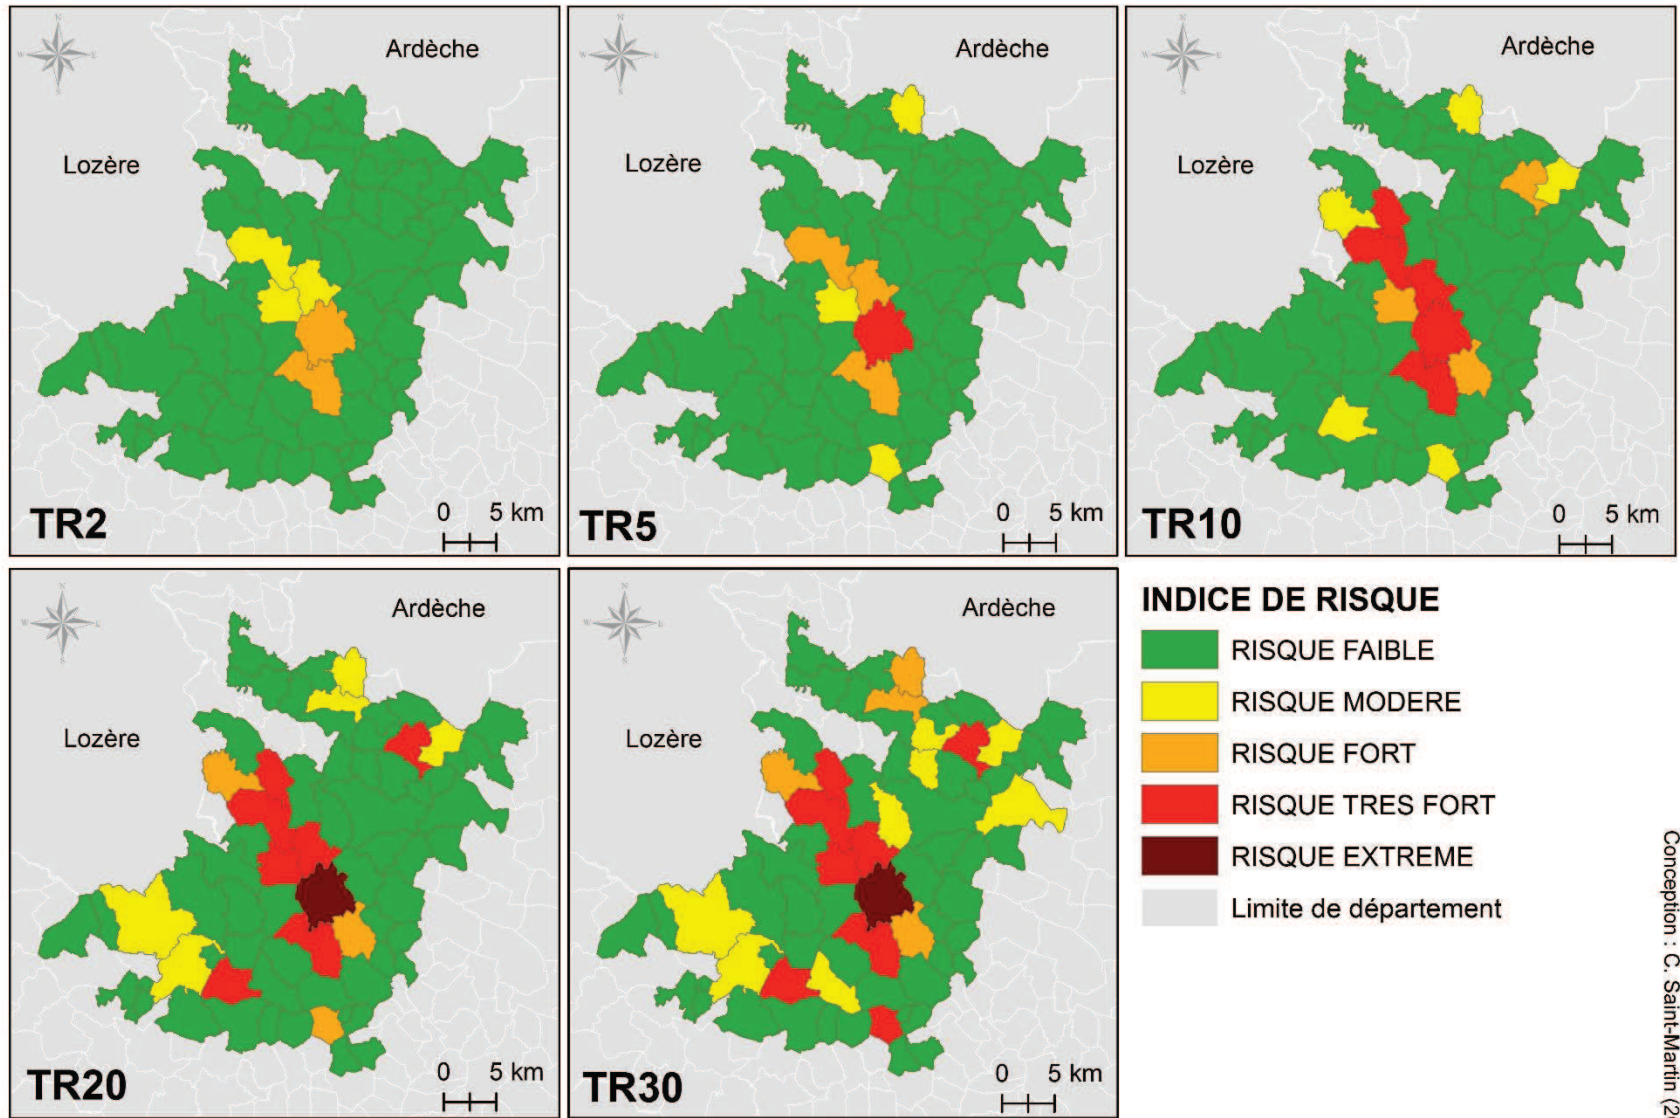 N
W E
S
Ardèche
Lozère
TR2
0 5 km
N
W E
S
Ardèche
Lozère
TR5
0 5 km
N
W E
S
Ardèche
Lozère
TR10
0 5 km
N
W E
S
Ardèche
Lozère
TR20
0 5 km
N
W E
S
Ardèche
Lozère
TR30
0 5 km
INDICE DE RISQUE
RISQUE FAIBLE
RISQUE MODERE
RISQUE FORT
RISQUE TRES FORT
RISQUE EXTREME
Limite de département
Conception : C. Saint-Martin (2